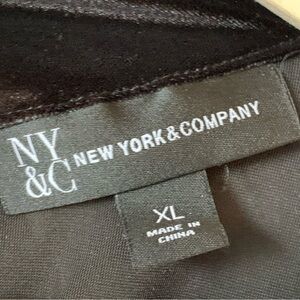 NY
&C NEW YORK & COMPANY
XL
MADE IN
CHINA